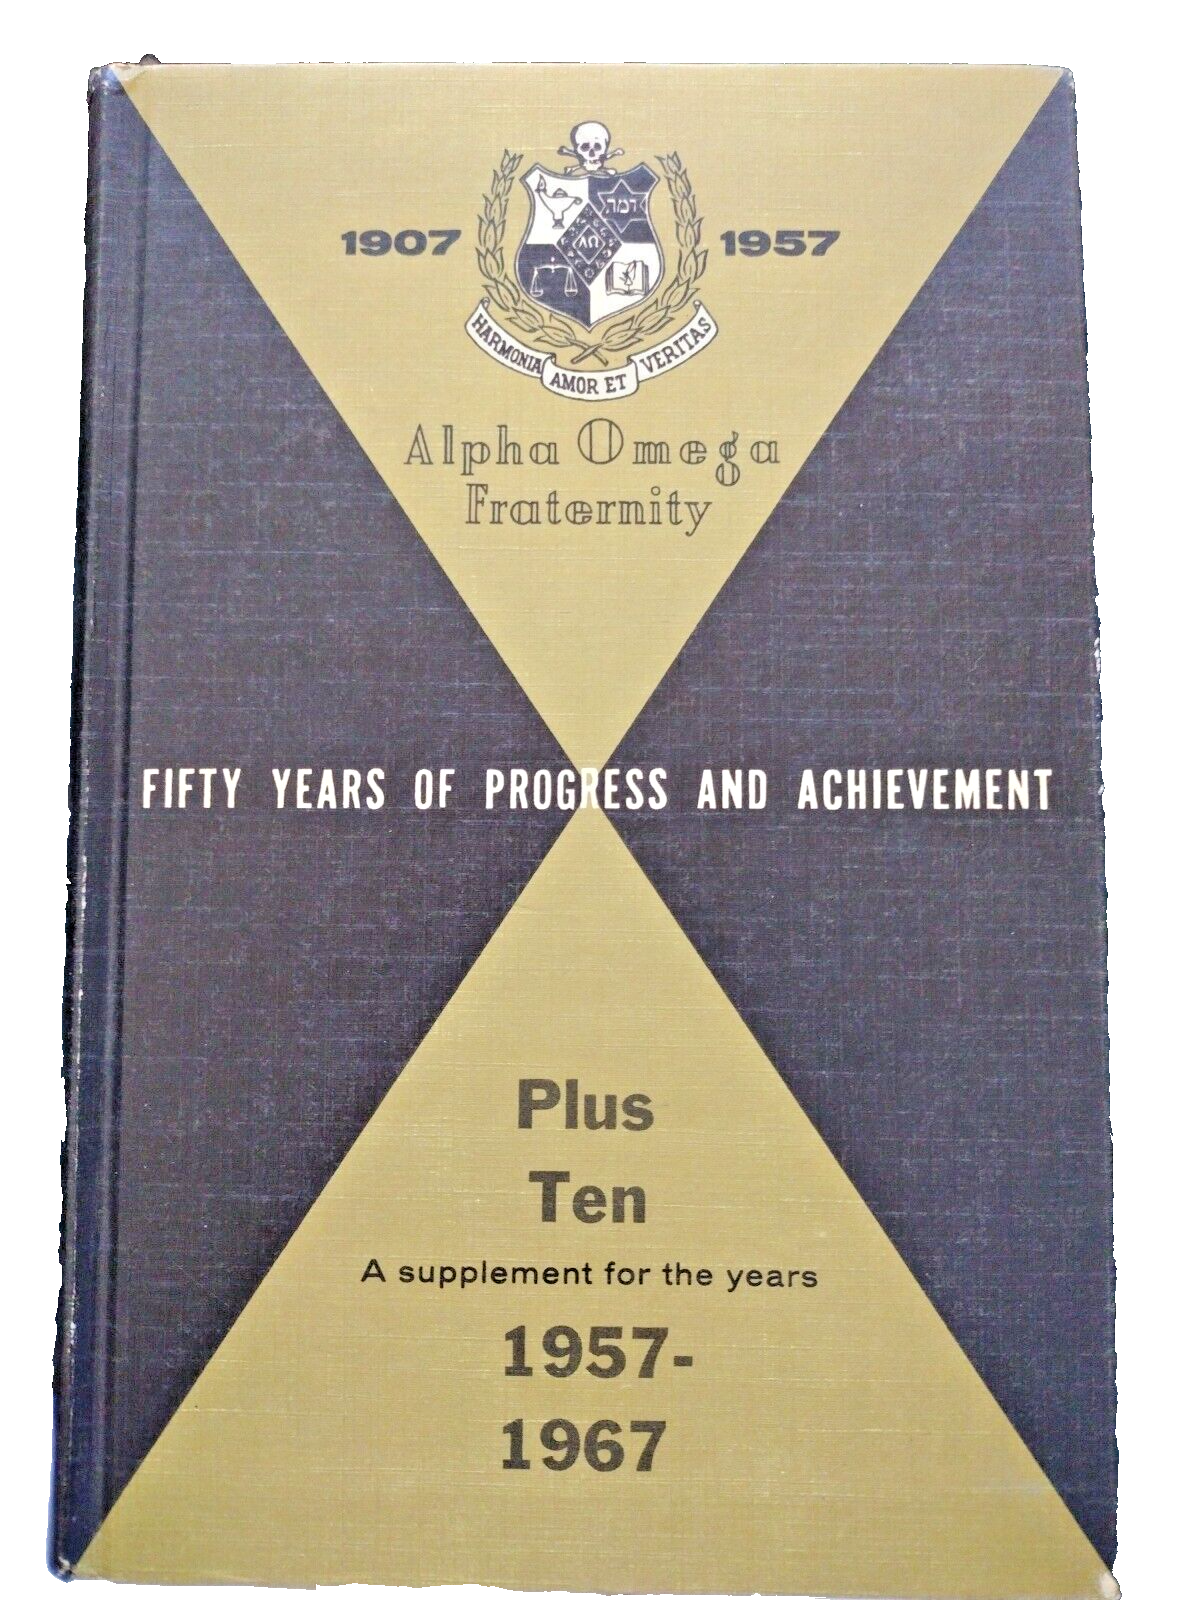 1907 1957
ΑΩ
HARMONIA AMOR ET VERITAS
Alpha Omega
Fraternity
FIFTY YEARS OF PROGRESS AND ACHIEVEMENT
Plus
Ten
A supplement for the years
1957-
1967